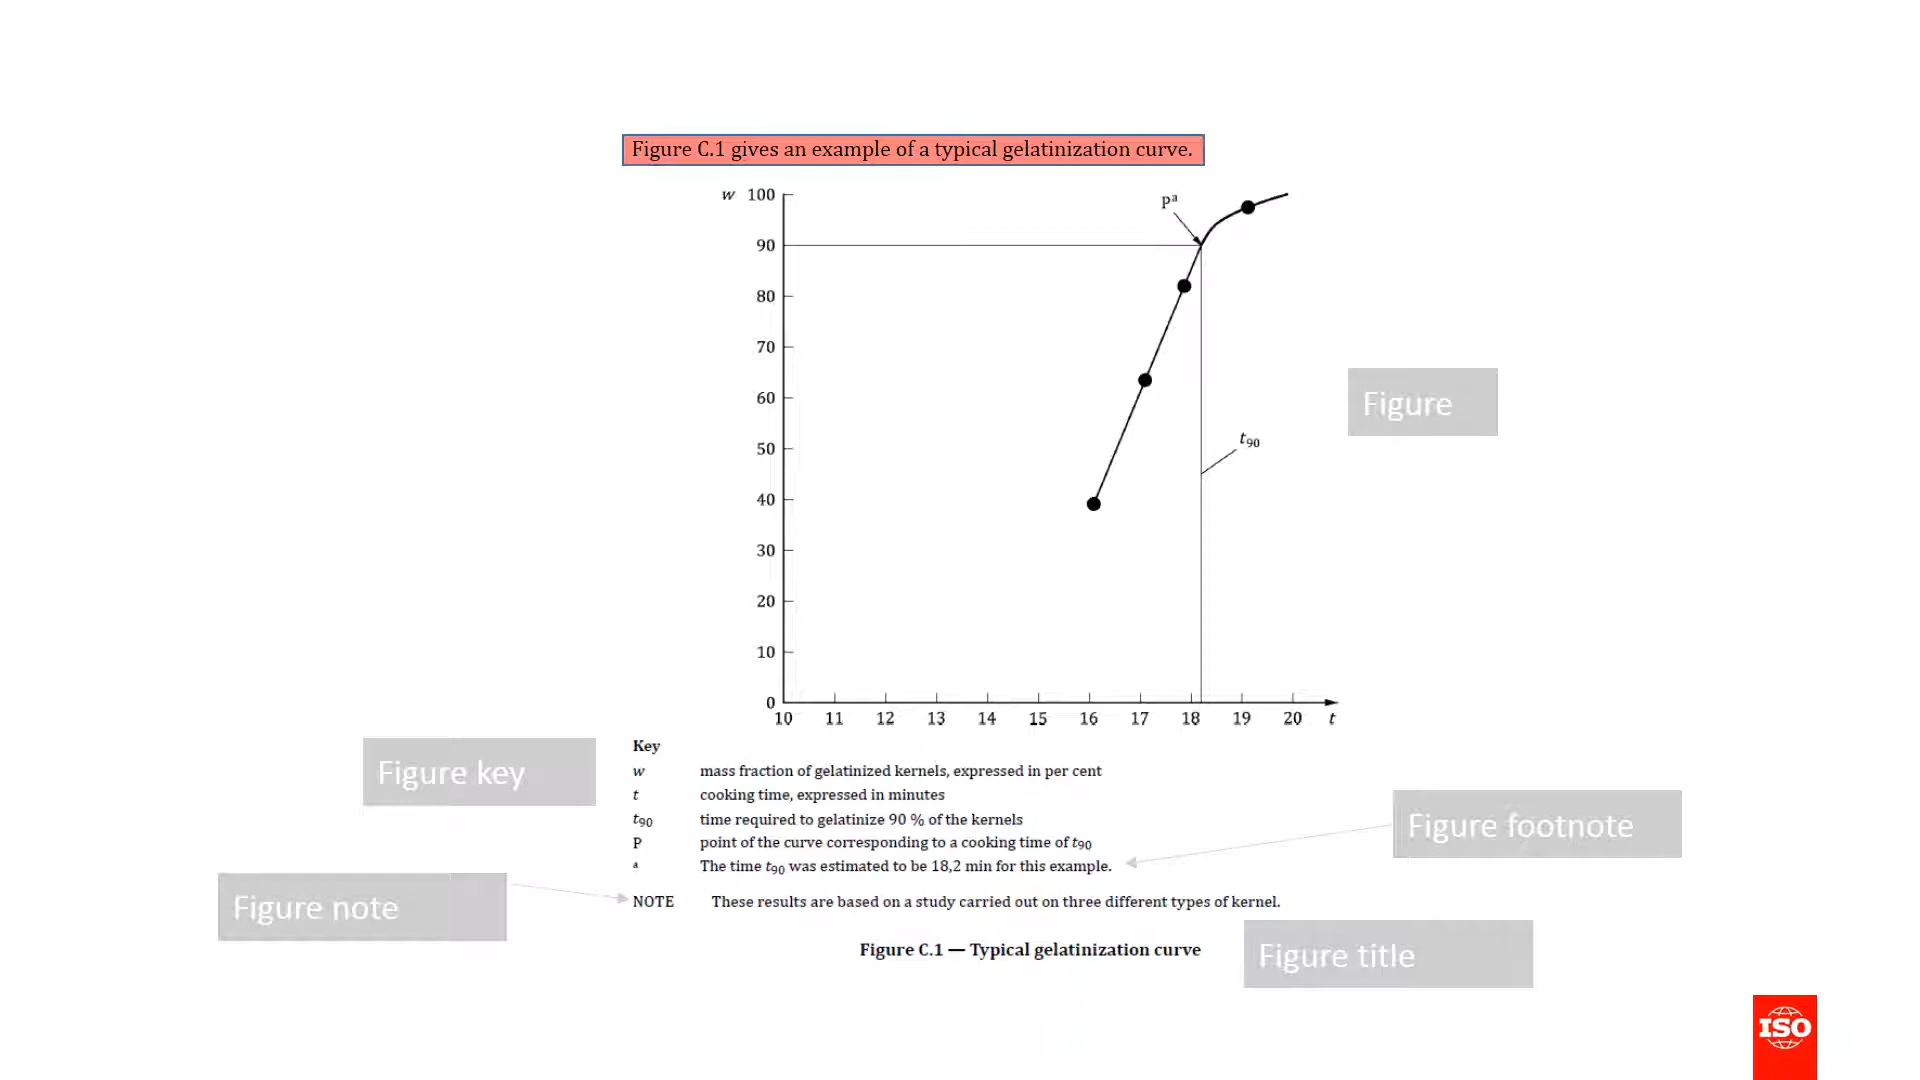 Figure C.1 gives an example of a typical gelatinization curve.
w 100
Pª
90
80
70
Figure
60
50
t90
40
30
20
10
0
10 11 12 13 14 15 16 17 18 19 20 t
Key
Figure key
w mass fraction of gelatinized kernels, expressed in per cent
t cooking time, expressed in minutes
t90 time required to gelatinize 90 % of the kernels
Figure footnote
P point of the curve corresponding to a cooking time of t90
a The time t90 was estimated to be 18,2 min for this example.
Figure note
NOTE These results are based on a study carried out on three different types of kernel.
Figure C.1 — Typical gelatinization curve
Figure title
ISO